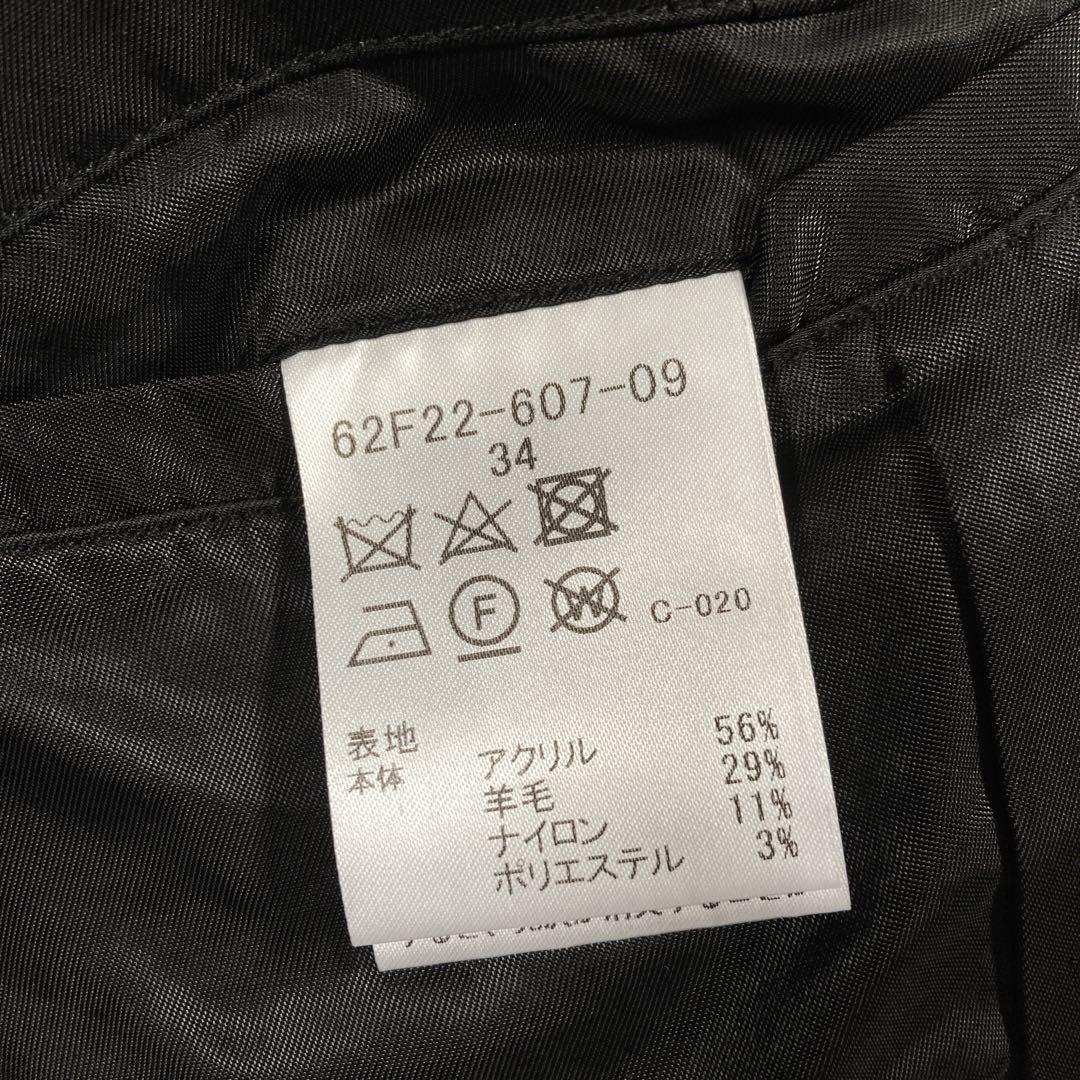 62F22-607-09
34
F W C-020
表地
本体 アクリル 56%
羊毛 29%
ナイロン 11%
ポリエステル 3%